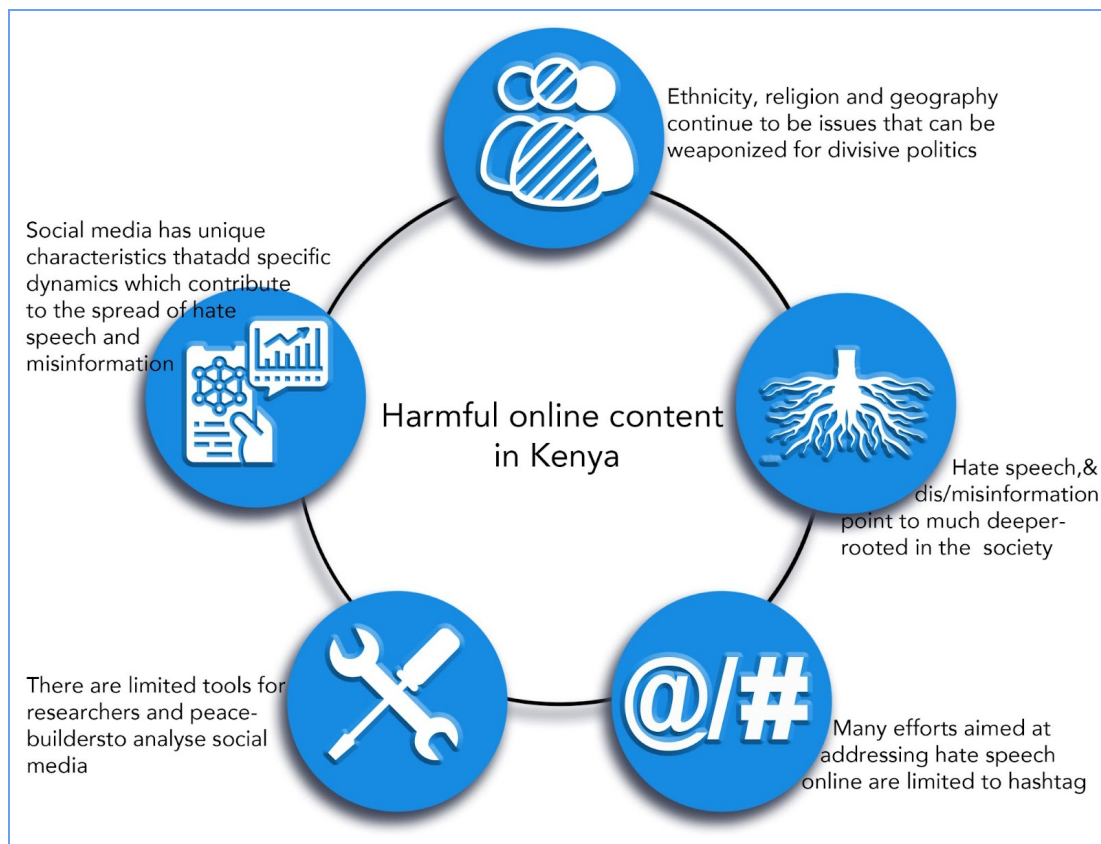 Ethnicity, religion and geography
continue to be issues that can be
weaponized for divisive politics
Social media has unique
characteristics thatadd specific
dynamics which contribute
to the spread of hate
speech and
misinformation
Harmful online content
in Kenya
Hate speech,&
dis/misinformation
point to much deeper-
rooted in the society
There are limited tools for
researchers and peace-
buildersto analyse social
media
@/#
Many efforts aimed at
addressing hate speech
online are limited to hashtag